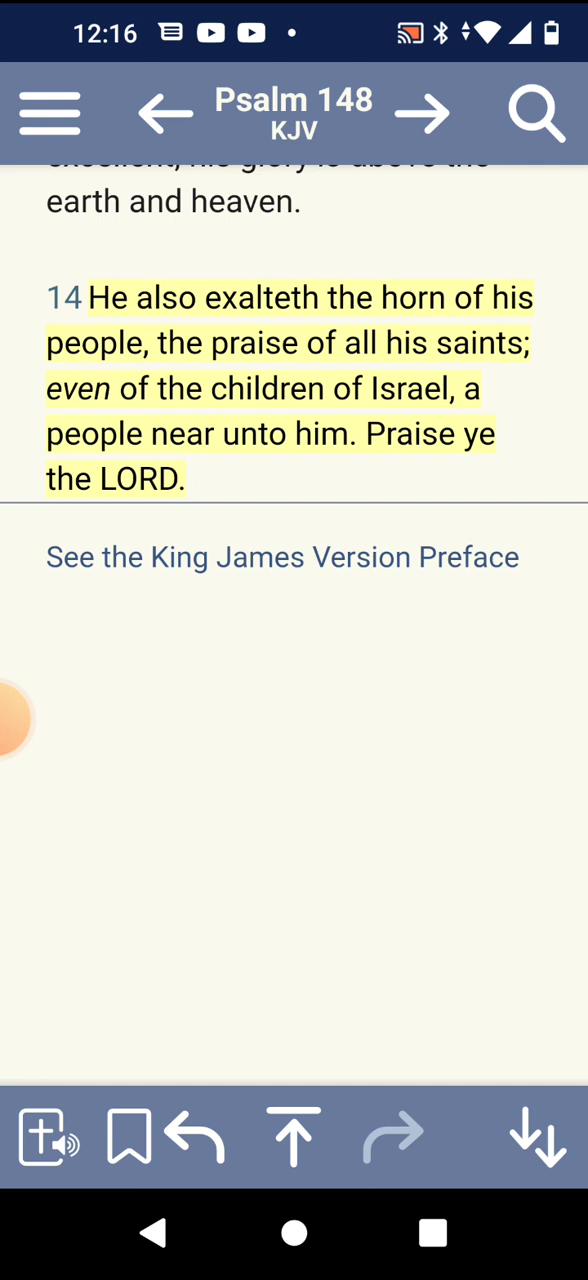 12:16
Psalm 148
KJV
earth and heaven.
14 He also exalteth the horn of his
people, the praise of all his saints;
even of the children of Israel, a
people near unto him. Praise ye
the LORD.
See the King James Version Preface